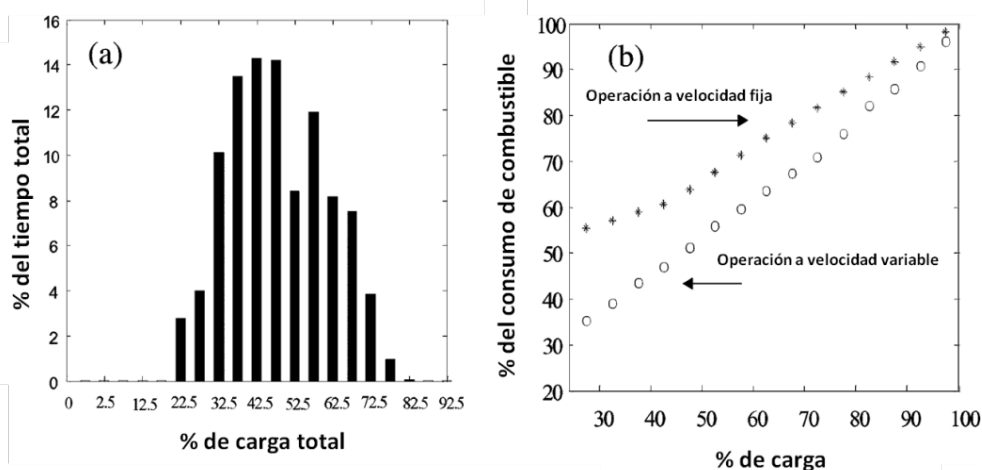 (a)
% del tiempo total
16
14
12
10
8
6
4
2
0
0 2.5 12.5 22.5 32.5 42.5 52.5 62.5 72.5 82.5 92.5
% de carga total
(b)
% del consumo de combustible
100
90
80
70
60
50
40
30
20
Operación a velocidad fija
Operación a velocidad variable
30 40 50 60 70 80 90 100
% de carga